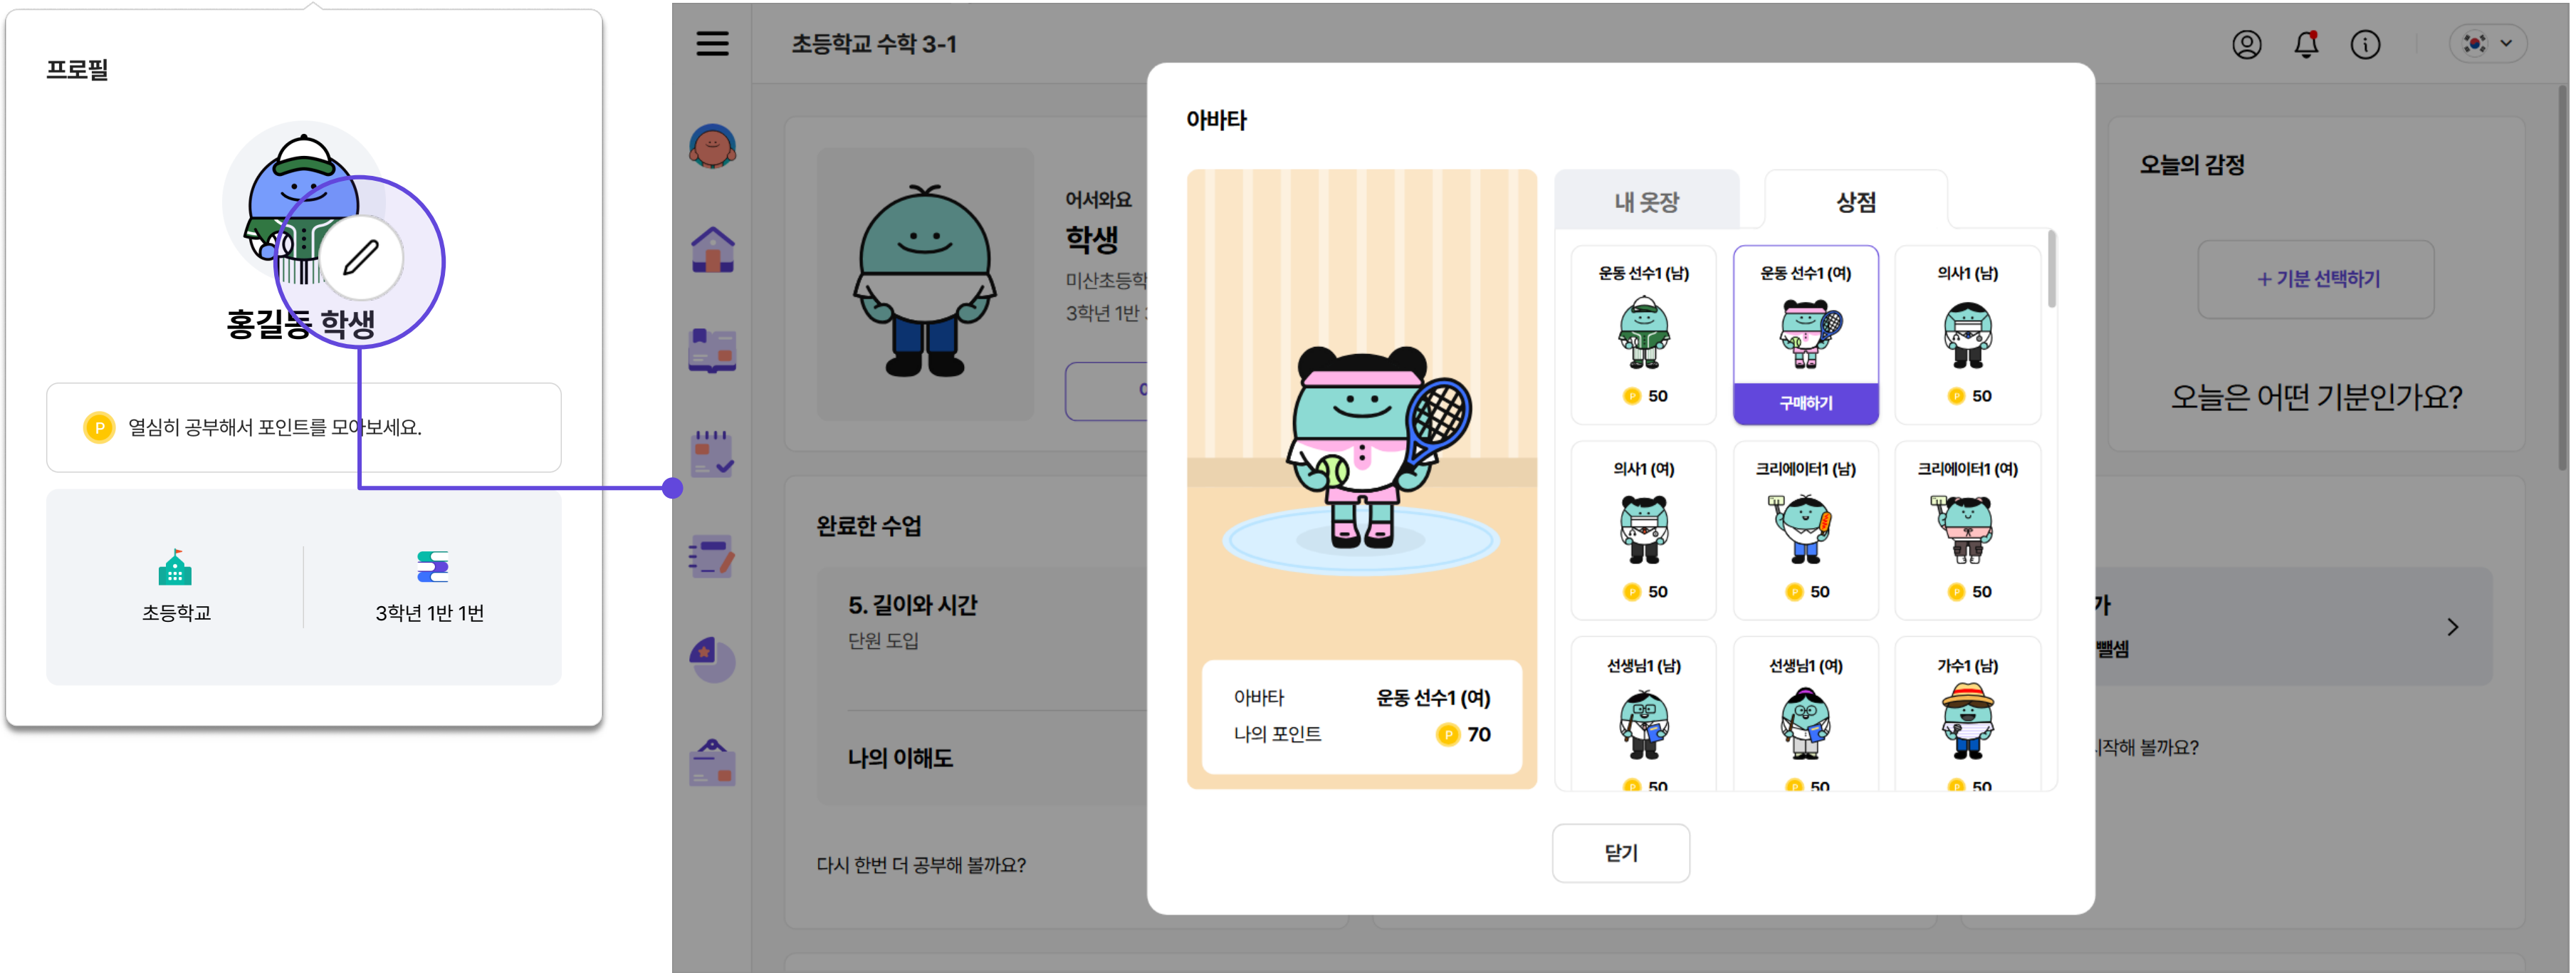 프로필
홍길동 학생
P 열심히 공부해서 포인트를 모아보세요.
초등학교
3학년 1반 1번
초등학교 수학 3-1
어서와요
학생
미산초등학
3학년 1반
완료한 수업
5. 길이와 시간
단원 도입
나의 이해도
다시 한번 더 공부해 볼까요?
아바타
내 옷장
상점
운동 선수1 (남)
P 50
운동 선수1 (여)
구매하기
의사1 (남)
P 50
의사1 (여)
P 50
크리에이터1 (남)
P 50
크리에이터1 (여)
P 50
선생님1 (남)
P 50
선생님1 (여)
P 50
가수1 (남)
P 50
아바타 운동 선수1 (여)
나의 포인트 P 70
닫기
오늘의 감정
+ 기분 선택하기
오늘은 어떤 기분인가요?
가
뺄셈
시작해 볼까요?